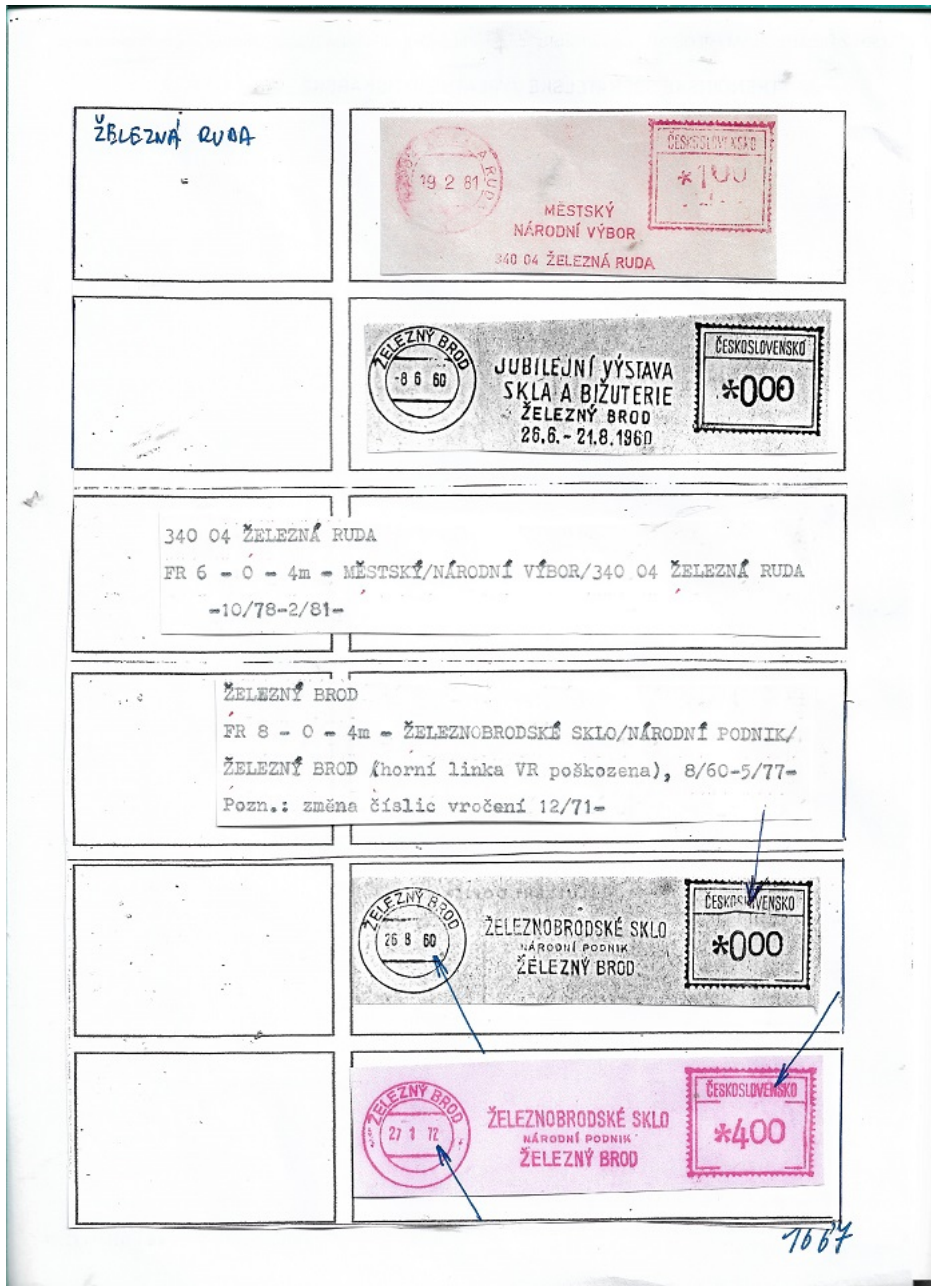 ŽELEZNÁ RUDA
19 2 81
ČESKOSLOVENSKO
*100
MĚSTSKÝ
NÁRODNÍ VÝBOR
340 04 ŽELEZNÁ RUDA
ŽELEZNÝ BROD
-8 6 60
JUBILEJNÍ VÝSTAVA
SKLA A BIŽUTERIE
ŽELEZNÝ BROD
26.6.-21.8.1960
ČESKOSLOVENSKO
*000
340 04 ŽELEZNÁ RUDA
FR 6 - 0 - 4m - MĚSTSKÝ/NÁRODNÍ VÝBOR/340 04 ŽELEZNÁ RUDA
-10/78-2/81-
ŽELEZNÝ BROD
FR 8 - 0 - 4m - ŽELEZNOBRODSKÉ SKLO/NÁRODNÍ PODNIK/
ŽELEZNÝ BROD (horní linka VR poškozena), 8/60-5/77-
Pozn.: změna číslic vročení 12/71-
ŽELEZNÝ BROD
26 8 60
ŽELEZNOBRODSKÉ SKLO
NÁRODNÍ PODNIK
ŽELEZNÝ BROD
ČESKOSLOVENSKO
*000
ŽELEZNÝ BROD
27 1 72
ŽELEZNOBRODSKÉ SKLO
NÁRODNÍ PODNIK
ŽELEZNÝ BROD
ČESKOSLOVENSKO
*400
1667